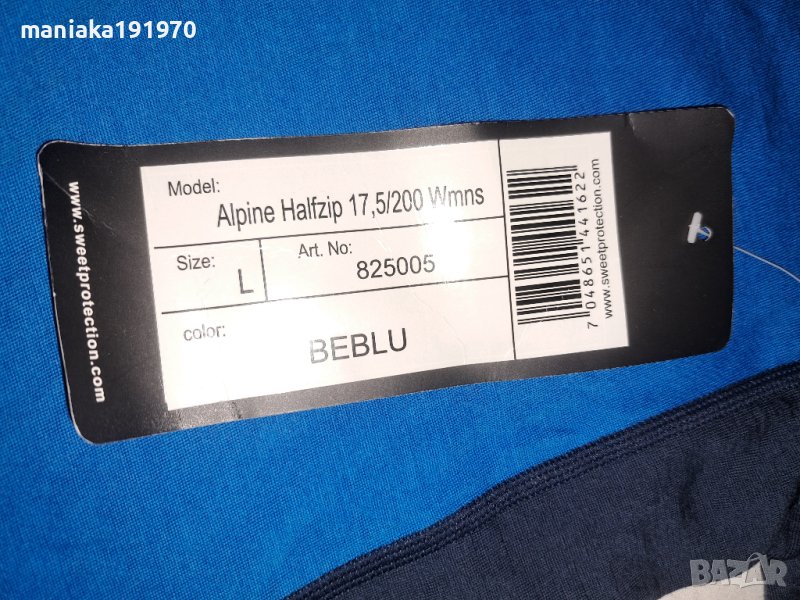 maniaka191970
www.sweetprotection.com
Model:
Alpine Halfzip 17,5/200 Wmns
Size:
L
Art. No:
825005
color:
BEBLU
7 048651 441622
www.sweetprotection.com
BAZAR